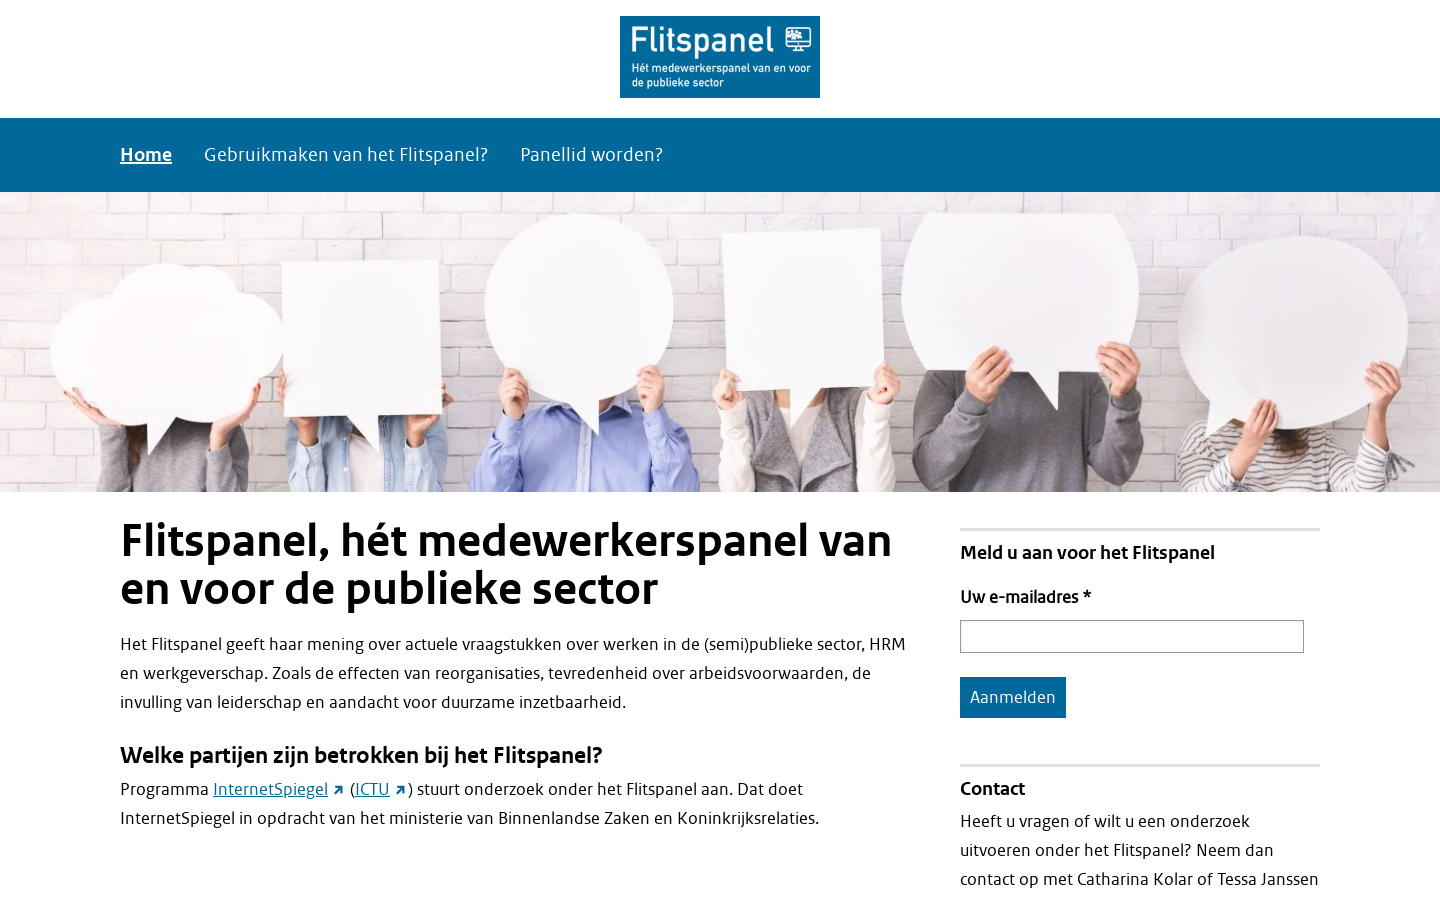 Flitspanel
Hét medewerkerspanel van en voor
de publieke sector
Home
Gebruikmaken van het Flitspanel?
Panellid worden?
Flitspanel, hét medewerkerspanel van
en voor de publieke sector
Het Flitspanel geeft haar mening over actuele vraagstukken over werken in de (semi)publieke sector, HRM
en werkgeverschap. Zoals de effecten van reorganisaties, tevredenheid over arbeidsvoorwaarden, de
invulling van leiderschap en aandacht voor duurzame inzetbaarheid.
Welke partijen zijn betrokken bij het Flitspanel?
Programma InternetSpiegel (ICTU) stuurt onderzoek onder het Flitspanel aan. Dat doet
InternetSpiegel in opdracht van het ministerie van Binnenlandse Zaken en Koninkrijksrelaties.
Meld u aan voor het Flitspanel
Uw e-mailadres *
Aanmelden
Contact
Heeft u vragen of wilt u een onderzoek
uitvoeren onder het Flitspanel? Neem dan
contact op met Catharina Kolar of Tessa Janssen